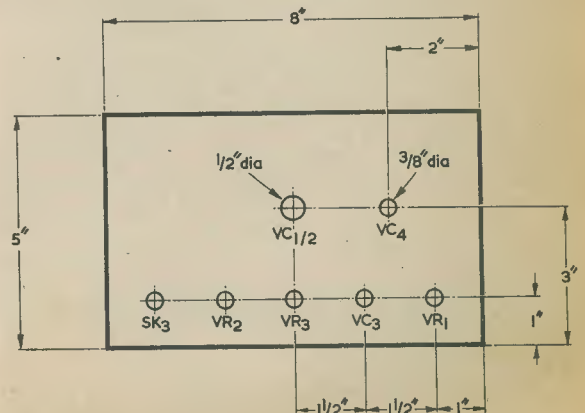 8"
2"
1/2" dia
3/8" dia
5"
VC1/2
VC4
3"
SK3
VR2
VR3
VC3
VR1
1"
1 1/2"
1 1/2"
1"